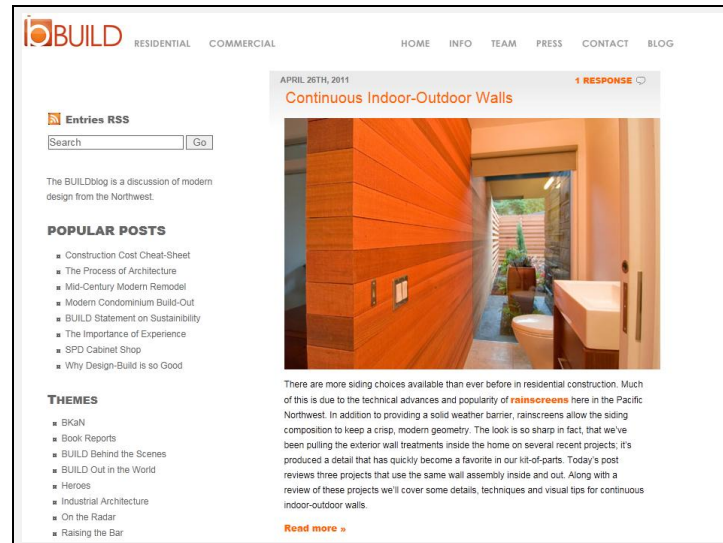 bBUILD
RESIDENTIAL COMMERCIAL HOME INFO TEAM PRESS CONTACT BLOG
Entries RSS
Search Go
The BUILDblog is a discussion of modern
design from the Northwest.
POPULAR POSTS
Construction Cost Cheat-Sheet
The Process of Architecture
Mid-Century Modern Remodel
Modern Condominium Build-Out
BUILD Statement on Sustainibility
The Importance of Experience
SPD Cabinet Shop
Why Design-Build is so Good
THEMES
BKaN
Book Reports
BUILD Behind the Scenes
BUILD Out in the World
Heroes
Industrial Architecture
On the Radar
Raising the Bar
APRIL 26TH, 2011 1 RESPONSE
Continuous Indoor-Outdoor Walls
There are more siding choices available than ever before in residential construction. Much
of this is due to the technical advances and popularity of rainscreens here in the Pacific
Northwest. In addition to providing a solid weather barrier, rainscreens allow the siding
composition to keep a crisp, modern geometry. The look is so sharp in fact, that we've
been pulling the exterior wall treatments inside the home on several recent projects; it's
produced a detail that has quickly become a favorite in our kit-of-parts. Today's post
reviews three projects that use the same wall assembly inside and out. Along with a
review of these projects we'll cover some details, techniques and visual tips for continuous
indoor-outdoor walls.
Read more »